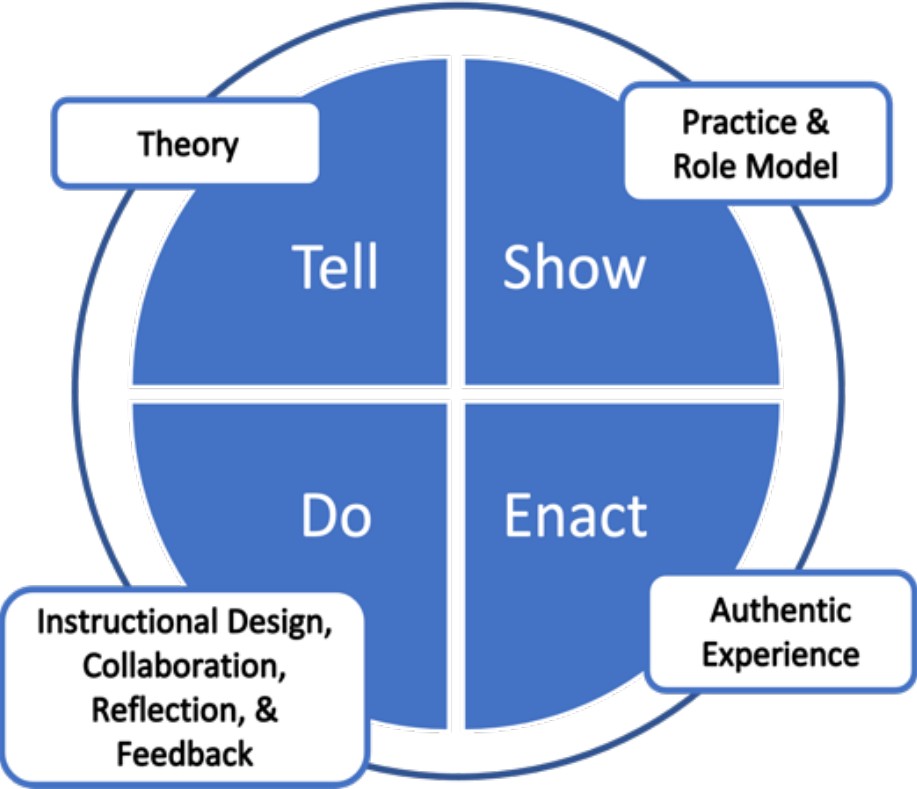 Theory
Practice &
Role Model
Tell
Show
Do
Enact
Instructional Design,
Collaboration,
Reflection, &
Feedback
Authentic
Experience